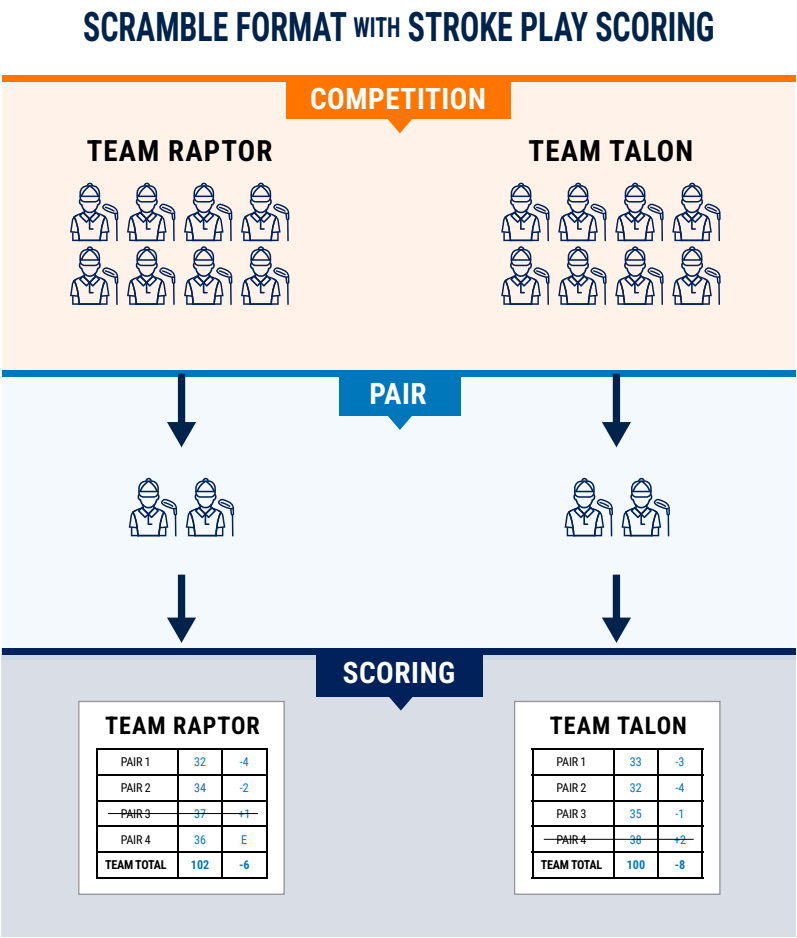 SCRAMBLE FORMAT WITH STROKE PLAY SCORING
COMPETITION
TEAM RAPTOR
TEAM TALON
PAIR
SCORING
TEAM RAPTOR
PAIR 1 32 -4
PAIR 2 34 -2
PAIR 3 37 +1
PAIR 4 36 E
TEAM TOTAL 102 -6
TEAM TALON
PAIR 1 33 -3
PAIR 2 32 -4
PAIR 3 35 -1
PAIR 4 38 +2
TEAM TOTAL 100 -8